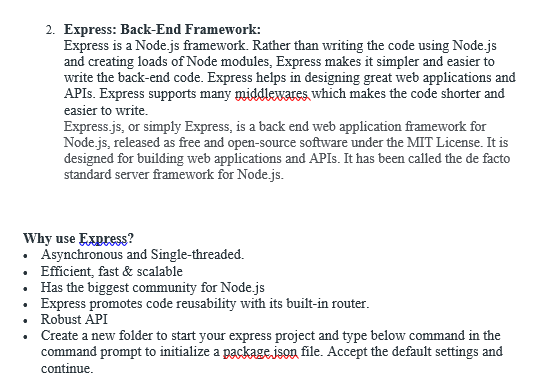 2. Express: Back-End Framework:
Express is a Node.js framework. Rather than writing the code using Node.js
and creating loads of Node modules, Express makes it simpler and easier to
write the back-end code. Express helps in designing great web applications and
APIs. Express supports many middlewares which makes the code shorter and
easier to write.
Express.js, or simply Express, is a back end web application framework for
Node.js, released as free and open-source software under the MIT License. It is
designed for building web applications and APIs. It has been called the de facto
standard server framework for Node.js.
Why use Express?
• Asynchronous and Single-threaded.
• Efficient, fast & scalable
• Has the biggest community for Node.js
• Express promotes code reusability with its built-in router.
• Robust API
• Create a new folder to start your express project and type below command in the
command prompt to initialize a package.json file. Accept the default settings and
continue.